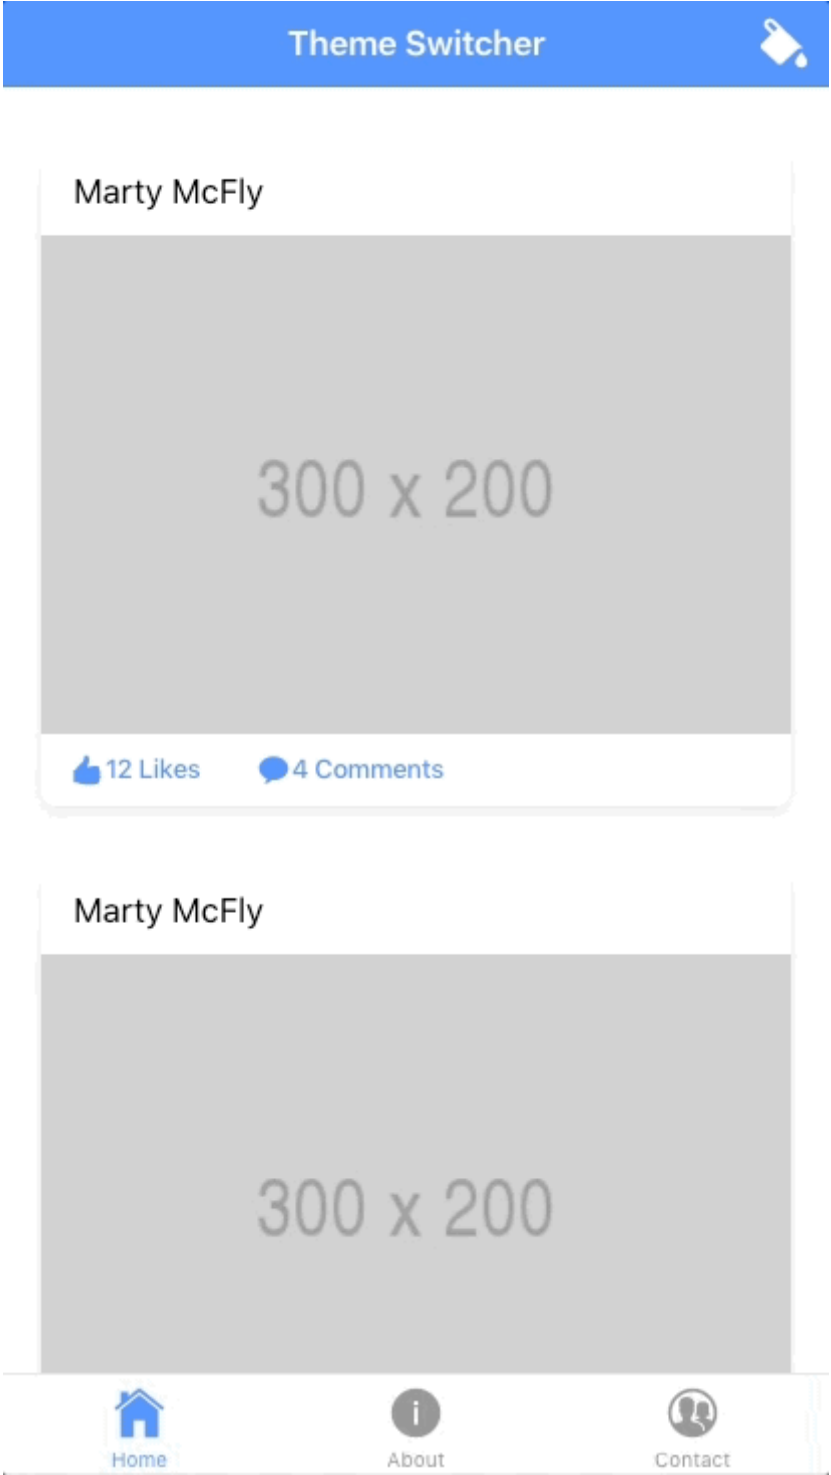 Theme Switcher
Marty McFly
300 x 200
12 Likes 4 Comments
Marty McFly
300 x 200
Home About Contact